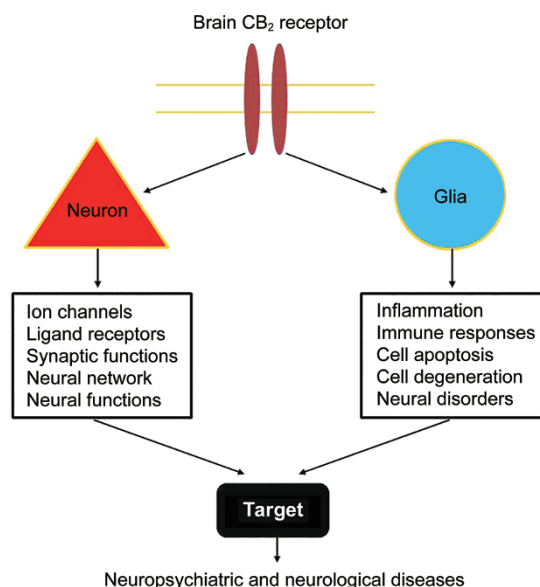 Brain CB₂ receptor
Neuron
Glia
Ion channels
Ligand receptors
Synaptic functions
Neural network
Neural functions
Inflammation
Immune responses
Cell apoptosis
Cell degeneration
Neural disorders
Target
Neuropsychiatric and neurological diseases